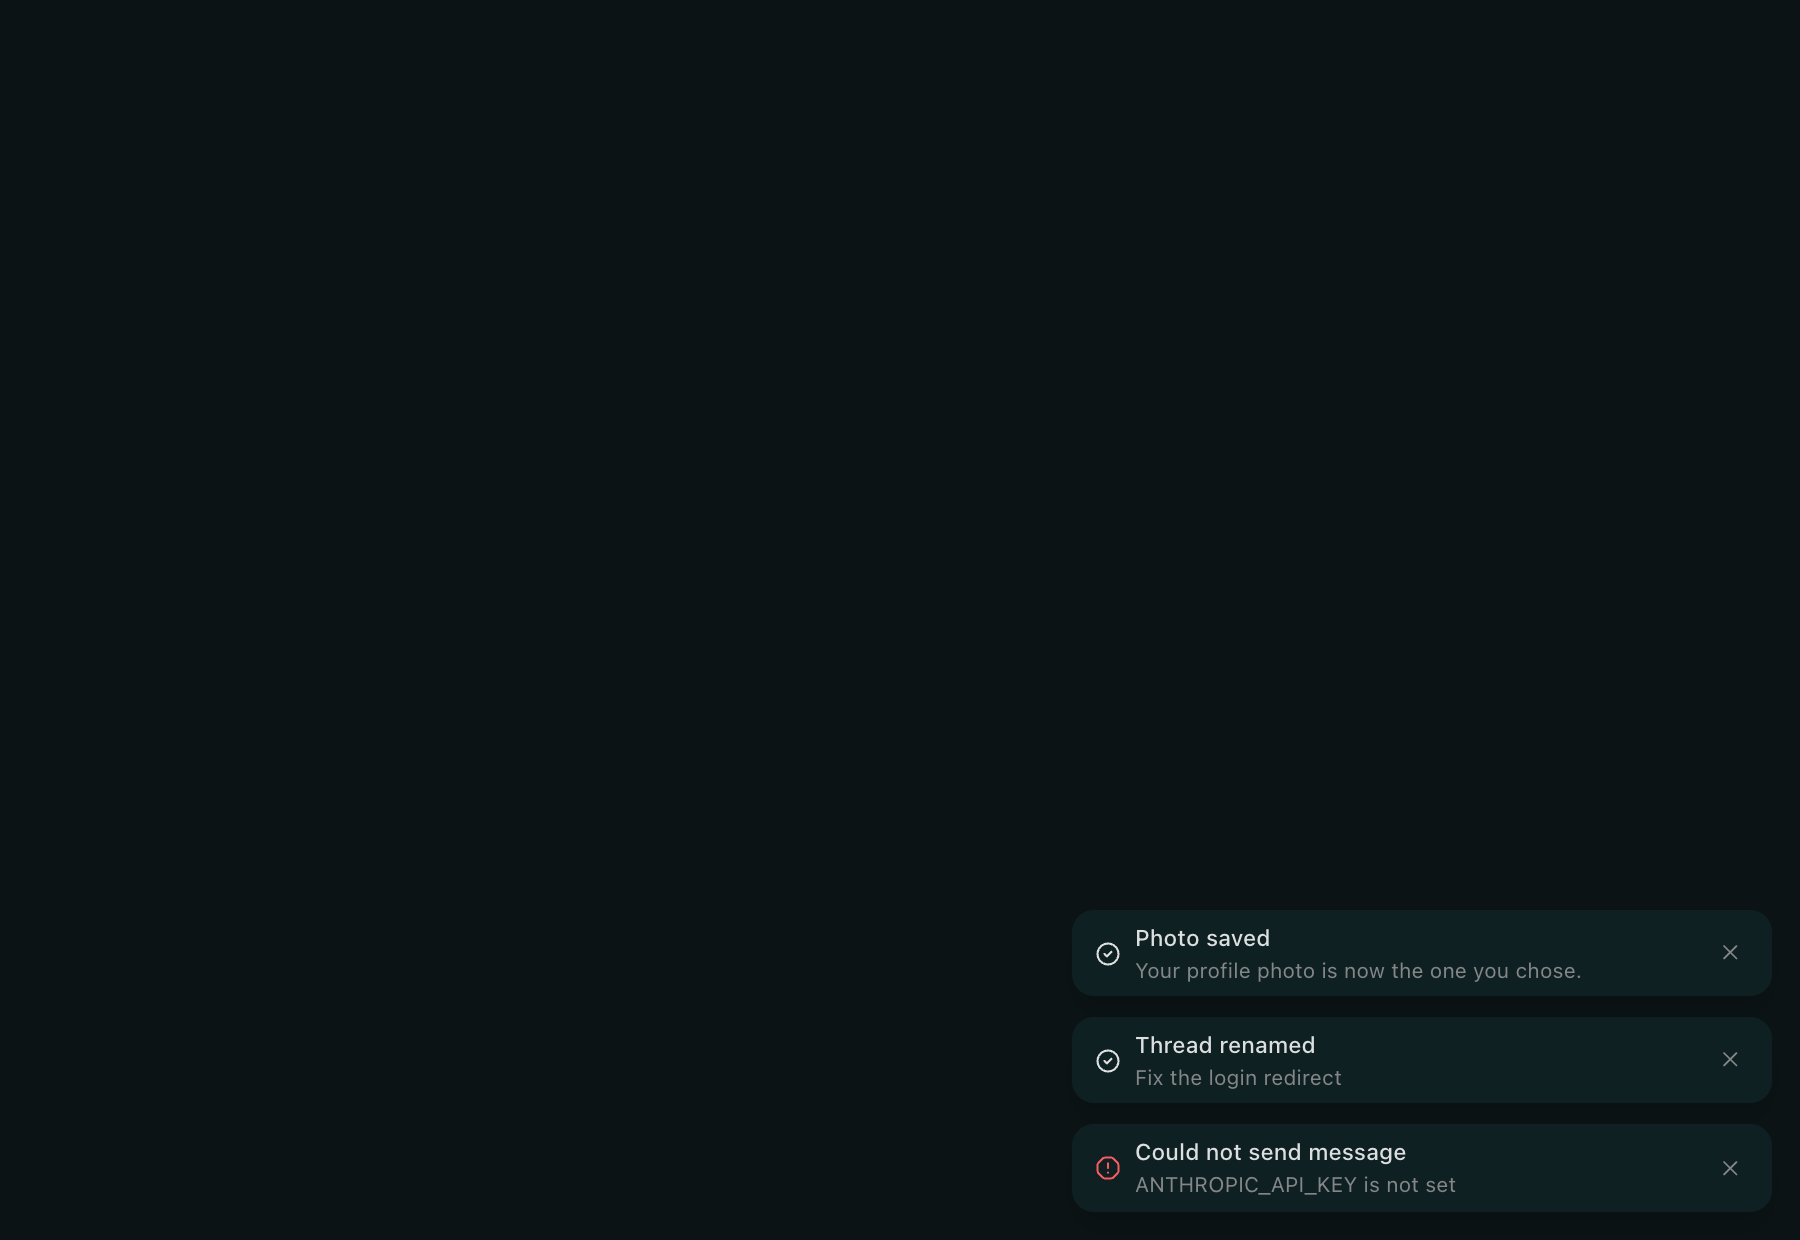 Photo saved
Your profile photo is now the one you chose.
Thread renamed
Fix the login redirect
Could not send message
ANTHROPIC_API_KEY is not set